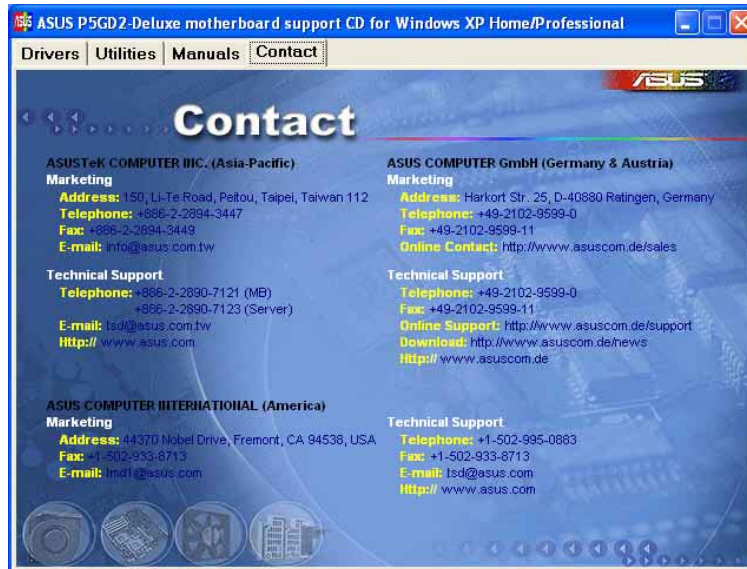 ASUS P5GD2-Deluxe motherboard support CD for Windows XP Home/Professional
Drivers Utilities Manuals Contact
ASUS
Contact
ASUSTeK COMPUTER INC. (Asia-Pacific)
Marketing
Address: 150, Li-Te Road, Peitou, Taipei, Taiwan 112
Telephone: +886-2-2894-3447
Fax: +886-2-2894-3449
E-mail: info@asus.com.tw
Technical Support
Telephone: +886-2-2890-7121 (MB)
+886-2-2890-7123 (Server)
E-mail: tsd@asus.com.tw
Http:// www.asus.com
ASUS COMPUTER GmbH (Germany & Austria)
Marketing
Address: Harkort Str. 25, D-40880 Ratingen, Germany
Telephone: +49-2102-9599-0
Fax: +49-2102-9599-11
Online Contact: http://www.asuscom.de/sales
Technical Support
Telephone: +49-2102-9599-0
Fax: +49-2102-9599-11
Online Support: http://www.asuscom.de/support
Download: http://www.asuscom.de/news
Http:// www.asuscom.de
ASUS COMPUTER INTERNATIONAL (America)
Marketing
Address: 44370 Nobel Drive, Fremont, CA 94538, USA
Fax: +1-502-933-8713
E-mail: tmd1@asus.com
Technical Support
Telephone: +1-502-995-0883
Fax: +1-502-933-8713
E-mail: tsd@asus.com
Http:// www.asus.com